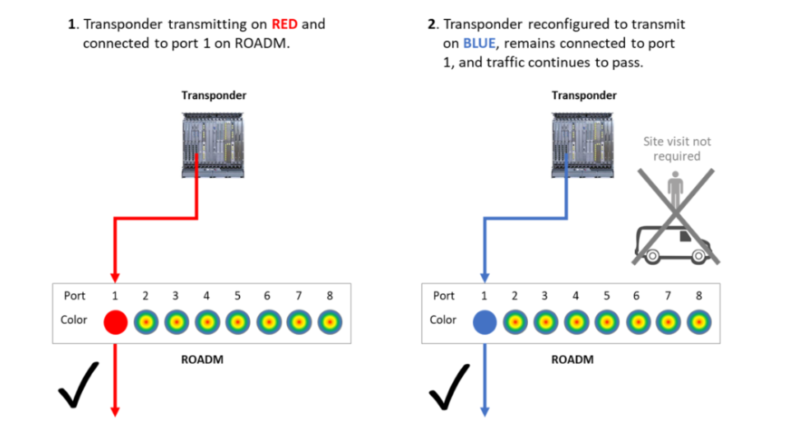 1. Transponder transmitting on RED and
connected to port 1 on ROADM.
2. Transponder reconfigured to transmit
on BLUE, remains connected to port
1, and traffic continues to pass.
Transponder
Transponder
Site visit not
required
Port 1 2 3 4 5 6 7 8
Color
ROADM
Port 1 2 3 4 5 6 7 8
Color
ROADM